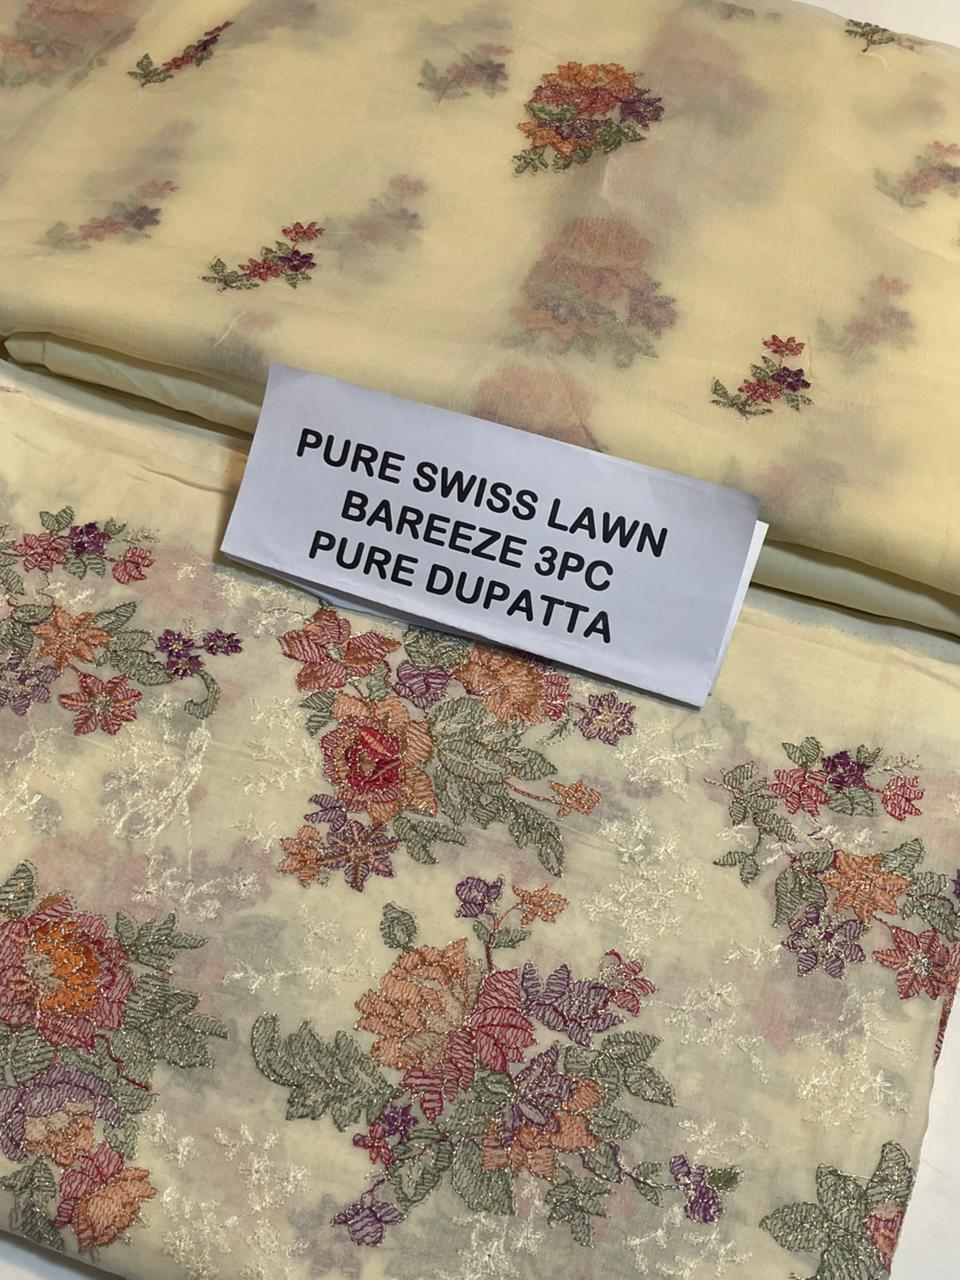 PURE SWISS LAWN
BAREEZE 3PC
PURE DUPATTA